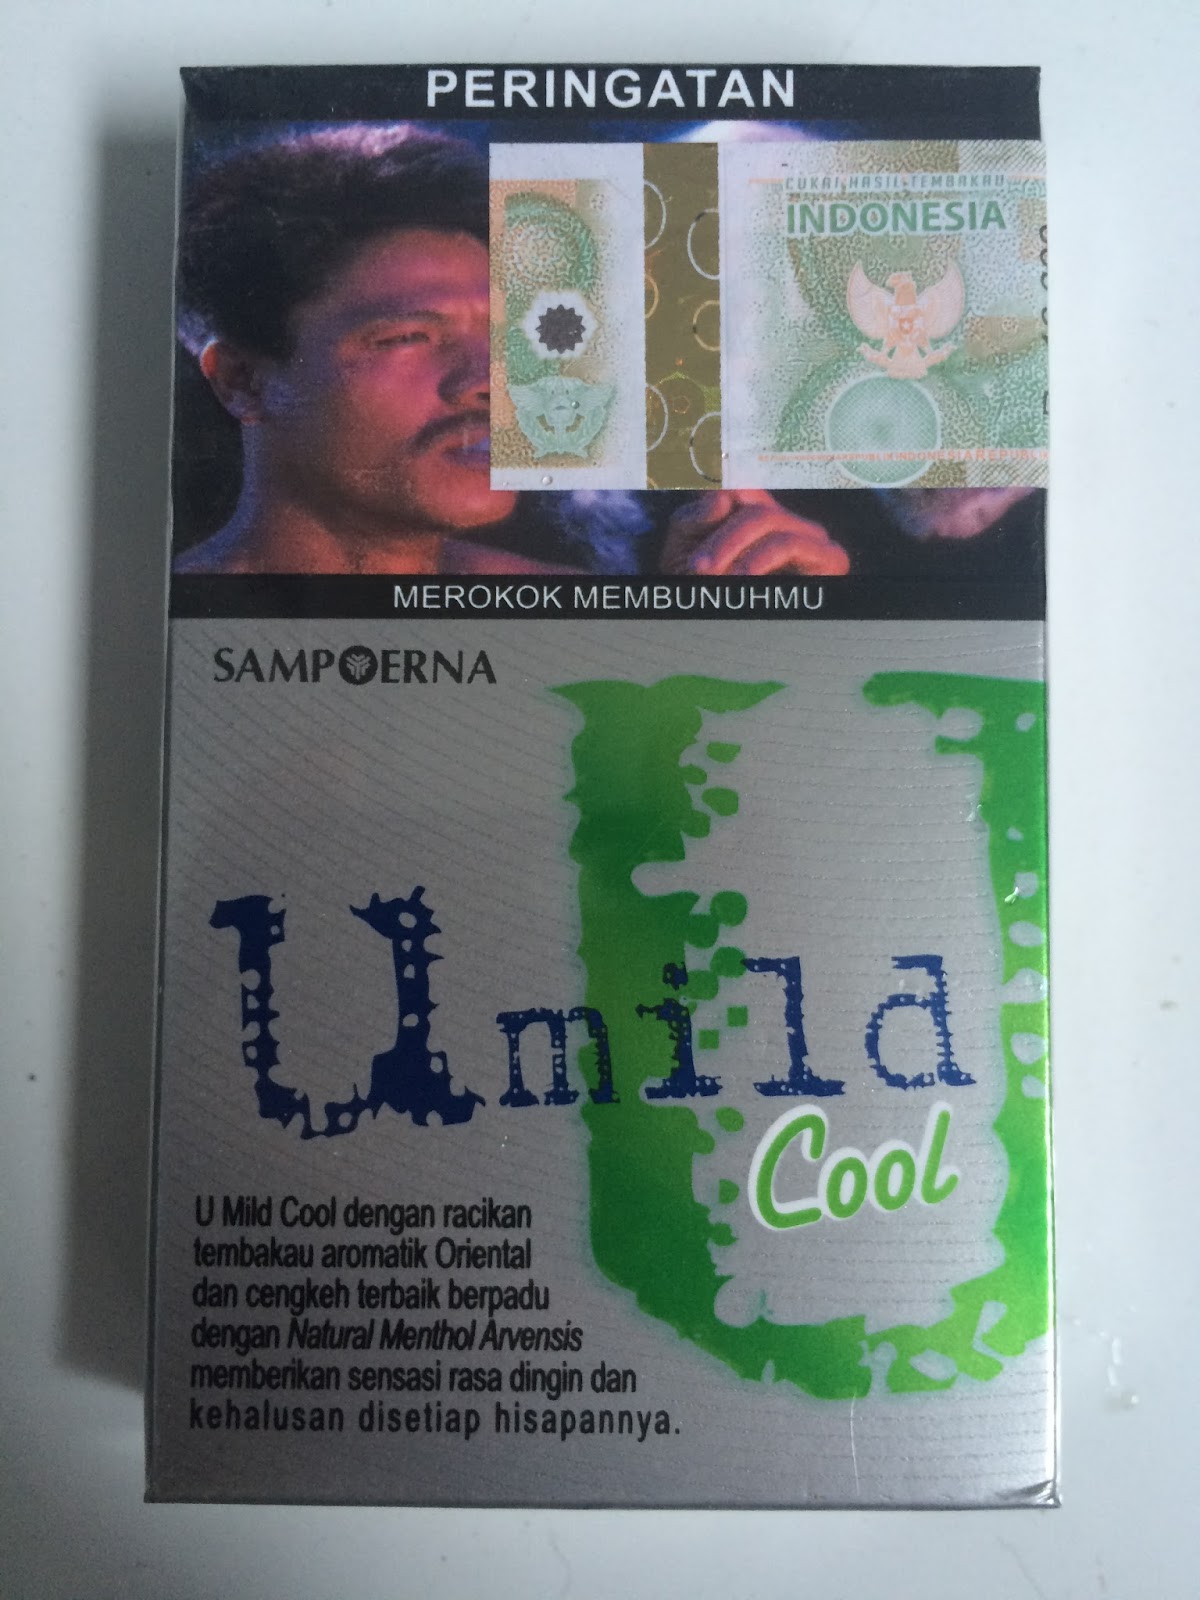 PERINGATAN
CUKAI HASIL TEMBAKAU
INDONESIA
MEROKOK MEMBUNUHMU
SAMPOERNA
U mild
Cool
U Mild Cool dengan racikan
tembakau aromatik Oriental
dan cengkeh terbaik berpadu
dengan Natural Menthol Arvensis
memberikan sensasi rasa dingin dan
kehalusan disetiap hisapannya.